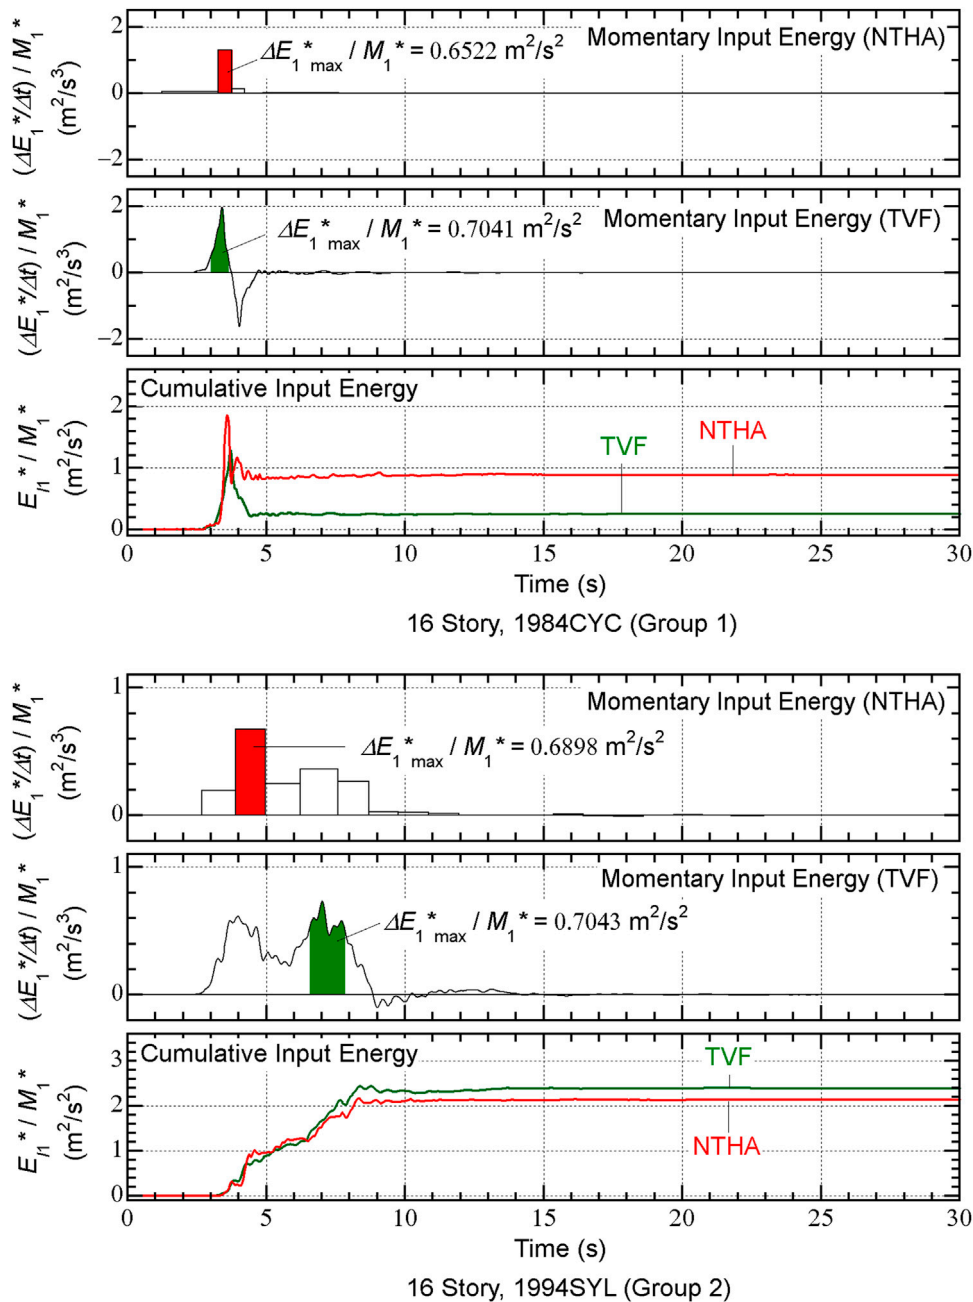 2
0
−2
(ΔE1*/Δt) / M1*
(m2/s3)
Momentary Input Energy (NTHA)
ΔE1*max / M1* = 0.6522 m2/s2
2
0
−2
(ΔE1*/Δt) / M1*
(m2/s3)
Momentary Input Energy (TVF)
ΔE1*max / M1* = 0.7041 m2/s2
2
1
0
EI1* / M1*
(m2/s2)
Cumulative Input Energy
TVF
NTHA
0 5 10 15 20 25 30
Time (s)
16 Story, 1984CYC (Group 1)
1
0
(ΔE1*/Δt) / M1*
(m2/s3)
Momentary Input Energy (NTHA)
ΔE1*max / M1* = 0.6898 m2/s2
1
0
(ΔE1*/Δt) / M1*
(m2/s3)
Momentary Input Energy (TVF)
ΔE1*max / M1* = 0.7043 m2/s2
3
2
1
0
EI1* / M1*
(m2/s2)
Cumulative Input Energy
TVF
NTHA
0 5 10 15 20 25 30
Time (s)
16 Story, 1994SYL (Group 2)